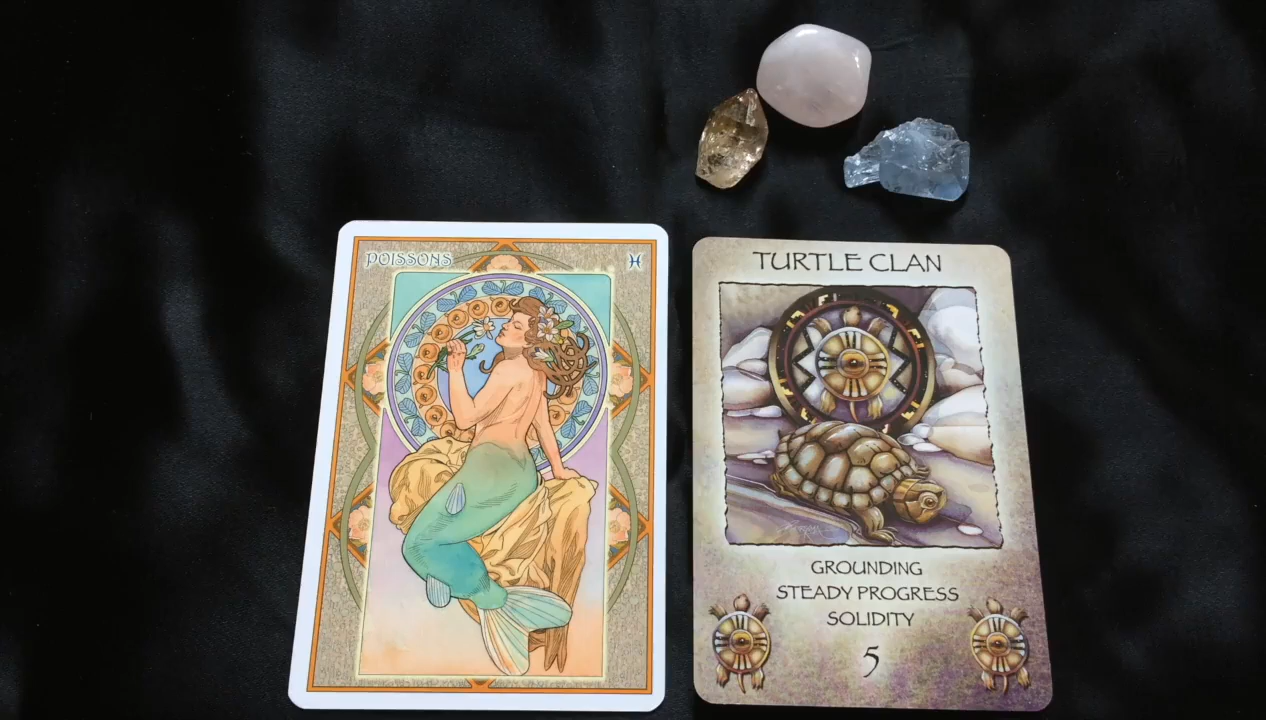 POISSONS
♓
TURTLE CLAN
GROUNDING
STEADY PROGRESS
SOLIDITY
5